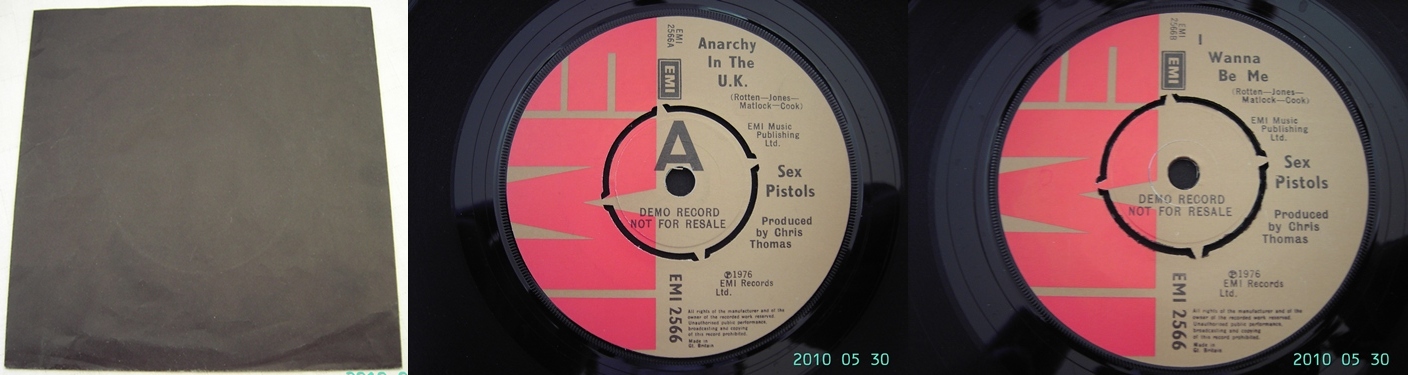 EMI
2566A
EMI
Anarchy
In The
U.K.
(Rotten—Jones—
Matlock—Cook)
EMI Music
Publishing
Ltd.
A
Sex
Pistols
DEMO RECORD
NOT FOR RESALE
Produced
by Chris
Thomas
℗1976
EMI Records
Ltd.
EMI 2566
All rights of the manufacturer and of the
owner of the recorded work reserved.
Unauthorised public performance,
broadcasting and copying
of this record prohibited.
Made in
Gt. Britain
2010 05 30
EMI
2566B
EMI
I
Wanna
Be Me
(Rotten—Jones—
Matlock—Cook)
EMI Music
Publishing
Ltd.
Sex
Pistols
DEMO RECORD
NOT FOR RESALE
Produced
by Chris
Thomas
℗1976
EMI Records
Ltd.
EMI 2566
All rights of the manufacturer and of the
owner of the recorded work reserved.
Unauthorised public performance,
broadcasting and copying
of this record prohibited.
Made in
Gt. Britain
2010 05 30